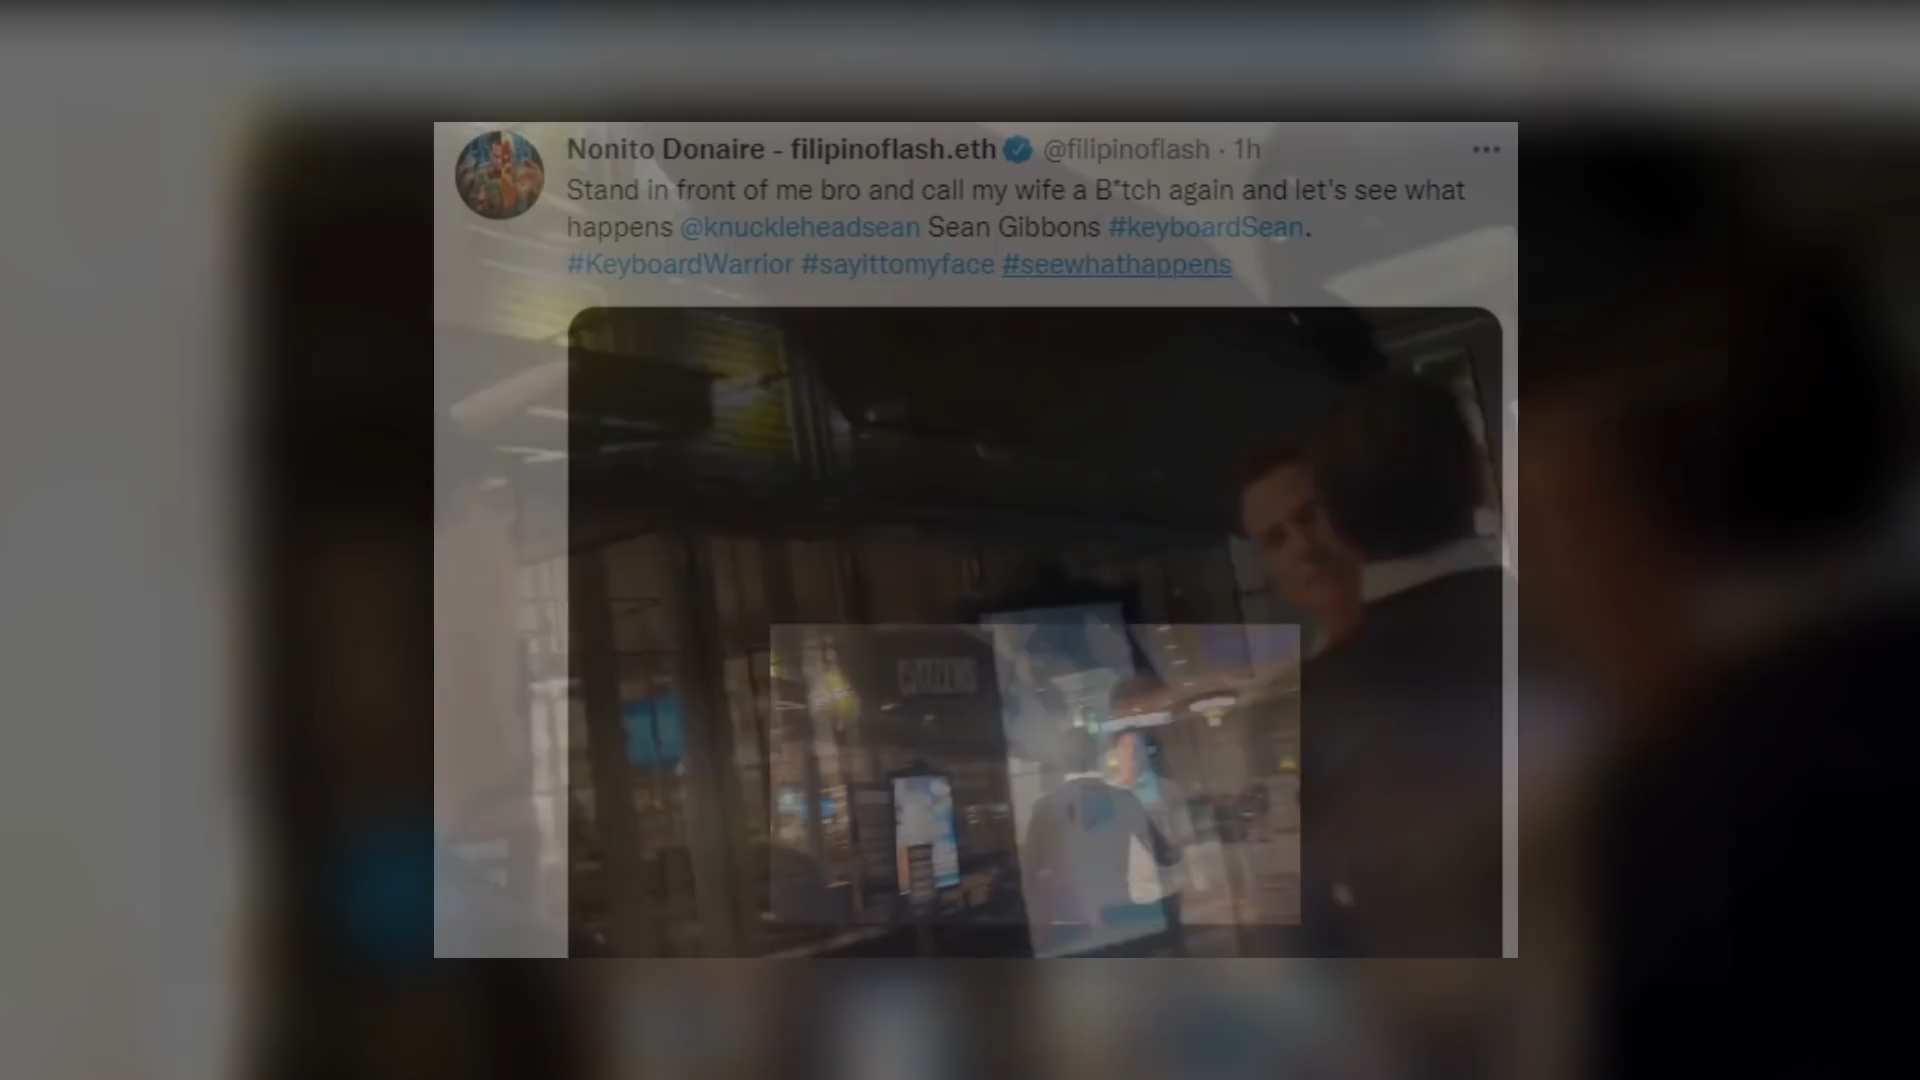 Nonito Donaire - filipinoflash.eth @filipinoflash · 1h
Stand in front of me bro and call my wife a B*tch again and let's see what
happens @knuckleheadsean Sean Gibbons #keyboardSean.
#KeyboardWarrior #sayittomyface #seewhathappens